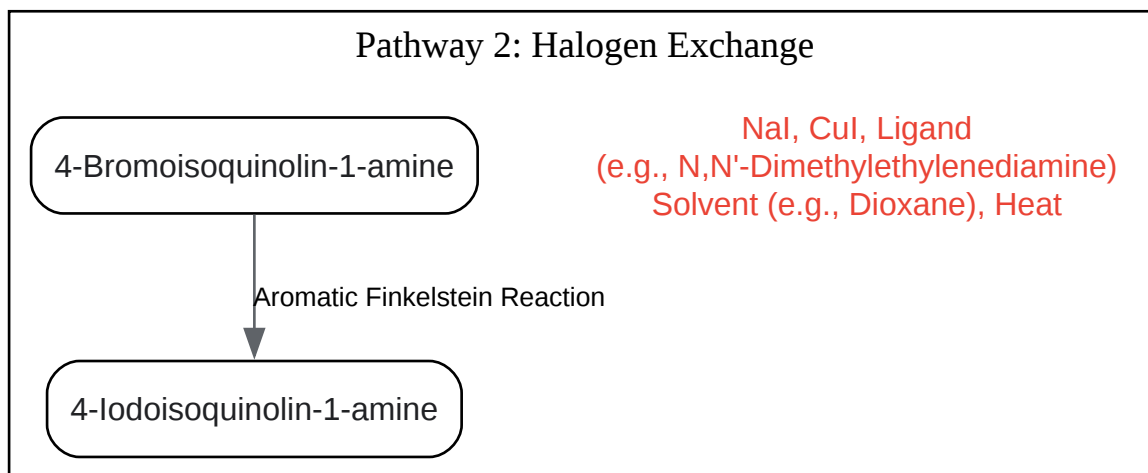 Pathway 2: Halogen Exchange
4-Bromoisoquinolin-1-amine
NaI, CuI, Ligand
(e.g., N,N'-Dimethylethylenediamine)
Solvent (e.g., Dioxane), Heat
Aromatic Finkelstein Reaction
4-Iodoisoquinolin-1-amine